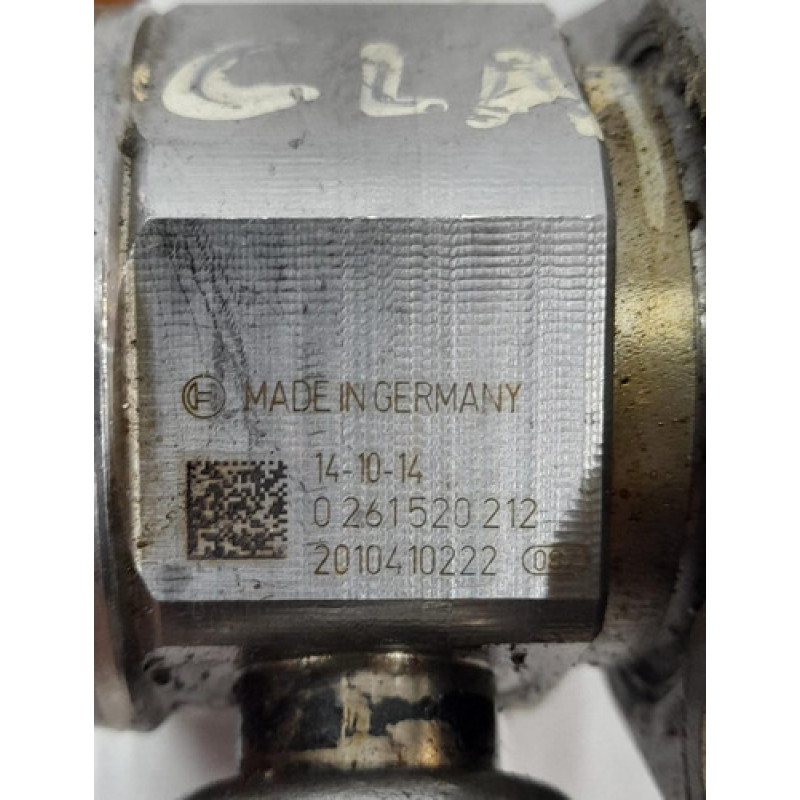 CLA
MADE IN GERMANY
14-10-14
0 261 520 212
2010410222